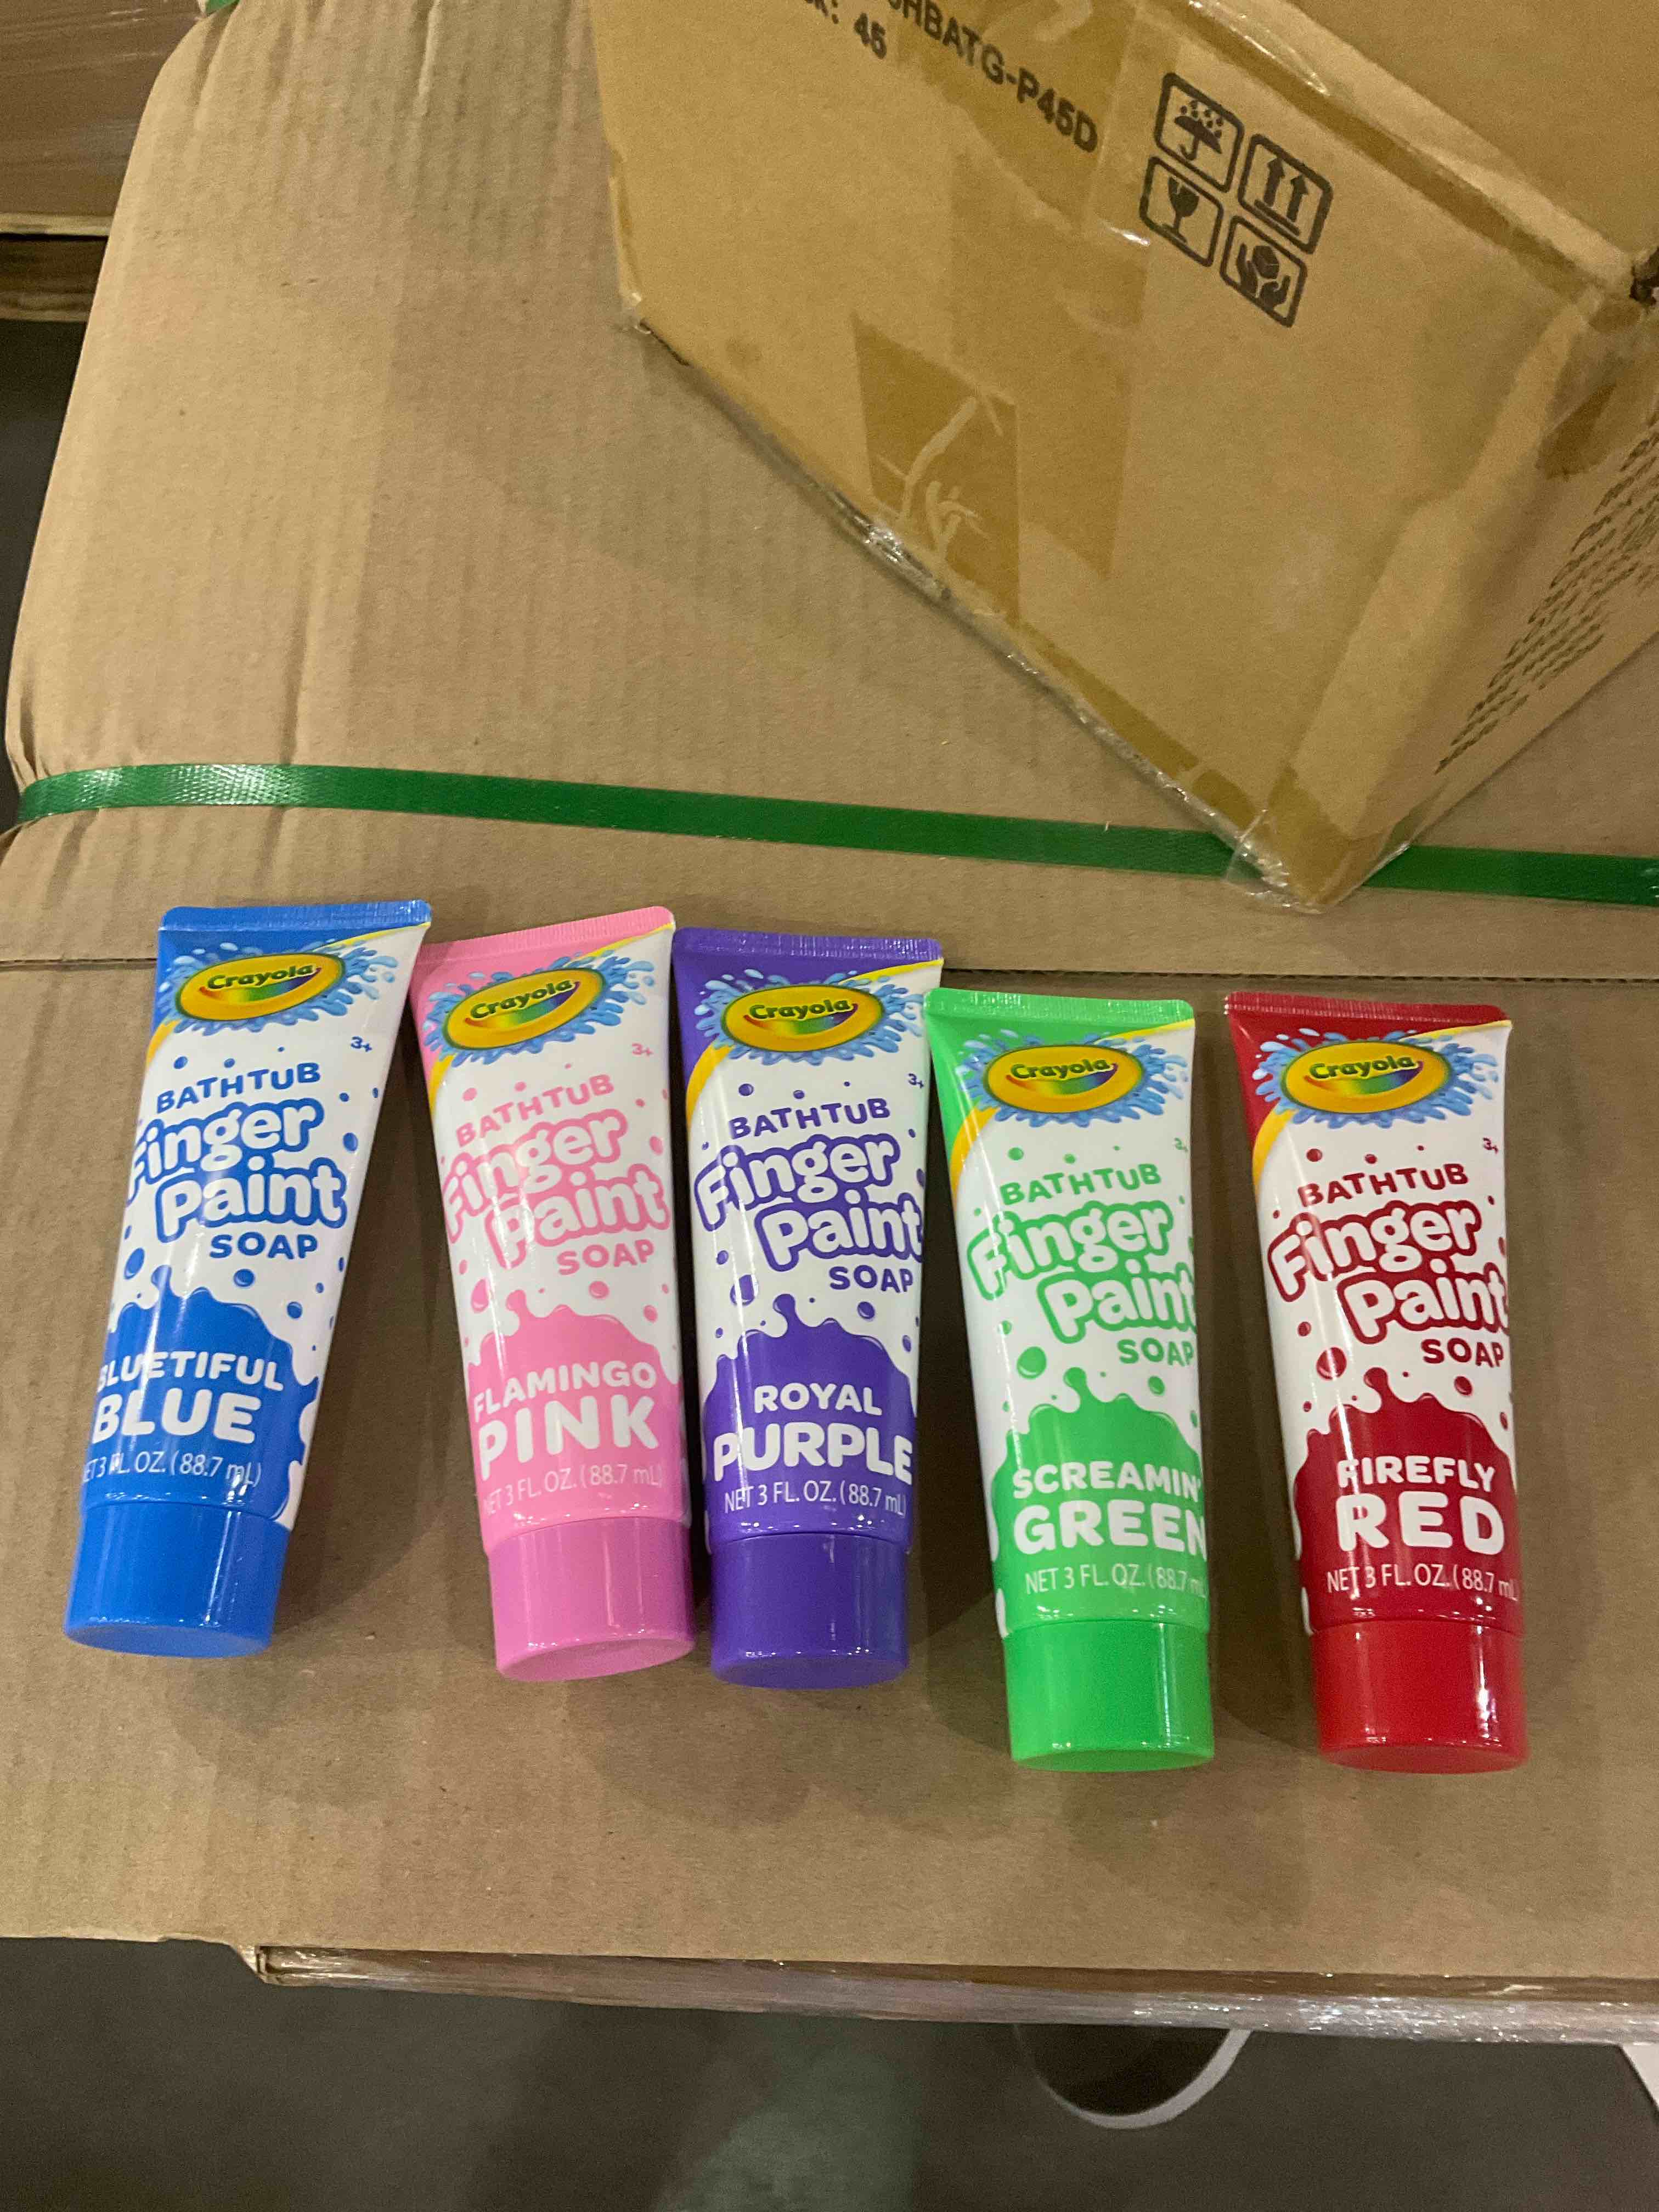 HBATG-P45D
: 45
Crayola
3+
BATHTUB
Finger
Paint
SOAP
BLUETIFUL
BLUE
NET 3 FL. OZ. (88.7 mL)
Crayola
3+
BATHTUB
Finger
Paint
SOAP
FLAMINGO
PINK
NET 3 FL. OZ. (88.7 mL)
Crayola
3+
BATHTUB
Finger
Paint
SOAP
ROYAL
PURPLE
NET 3 FL. OZ. (88.7 mL)
Crayola
3+
BATHTUB
Finger
Paint
SOAP
SCREAMIN'
GREEN
NET 3 FL. OZ. (88.7 mL
Crayola
3+
BATHTUB
Finger
Paint
SOAP
FIREFLY
RED
NET 3 FL. OZ. (88.7 mL